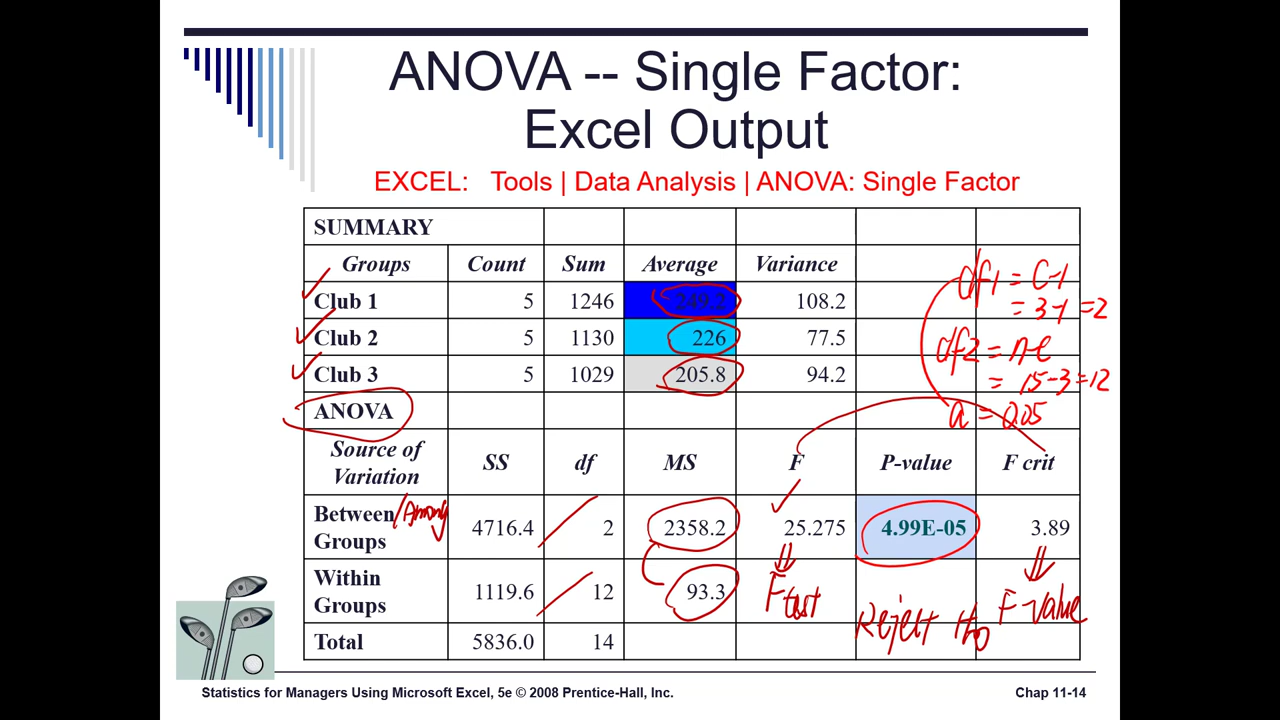 ANOVA -- Single Factor:
Excel Output
EXCEL: Tools | Data Analysis | ANOVA: Single Factor
SUMMARY
Groups Count Sum Average Variance
Club 1 5 1246 249.2 108.2
Club 2 5 1130 226 77.5
Club 3 5 1029 205.8 94.2
df1 = c-1
= 3-1 = 2
df2 = n-c
= 15-3=12
a = 0.05
ANOVA
Source of Variation SS df MS F P-value F crit
Between /Among Groups 4716.4 2 2358.2 25.275 4.99E-05 3.89
Within Groups 1119.6 12 93.3
Ftest
Reject H0
F-value
Total 5836.0 14
Statistics for Managers Using Microsoft Excel, 5e © 2008 Prentice-Hall, Inc. Chap 11-14